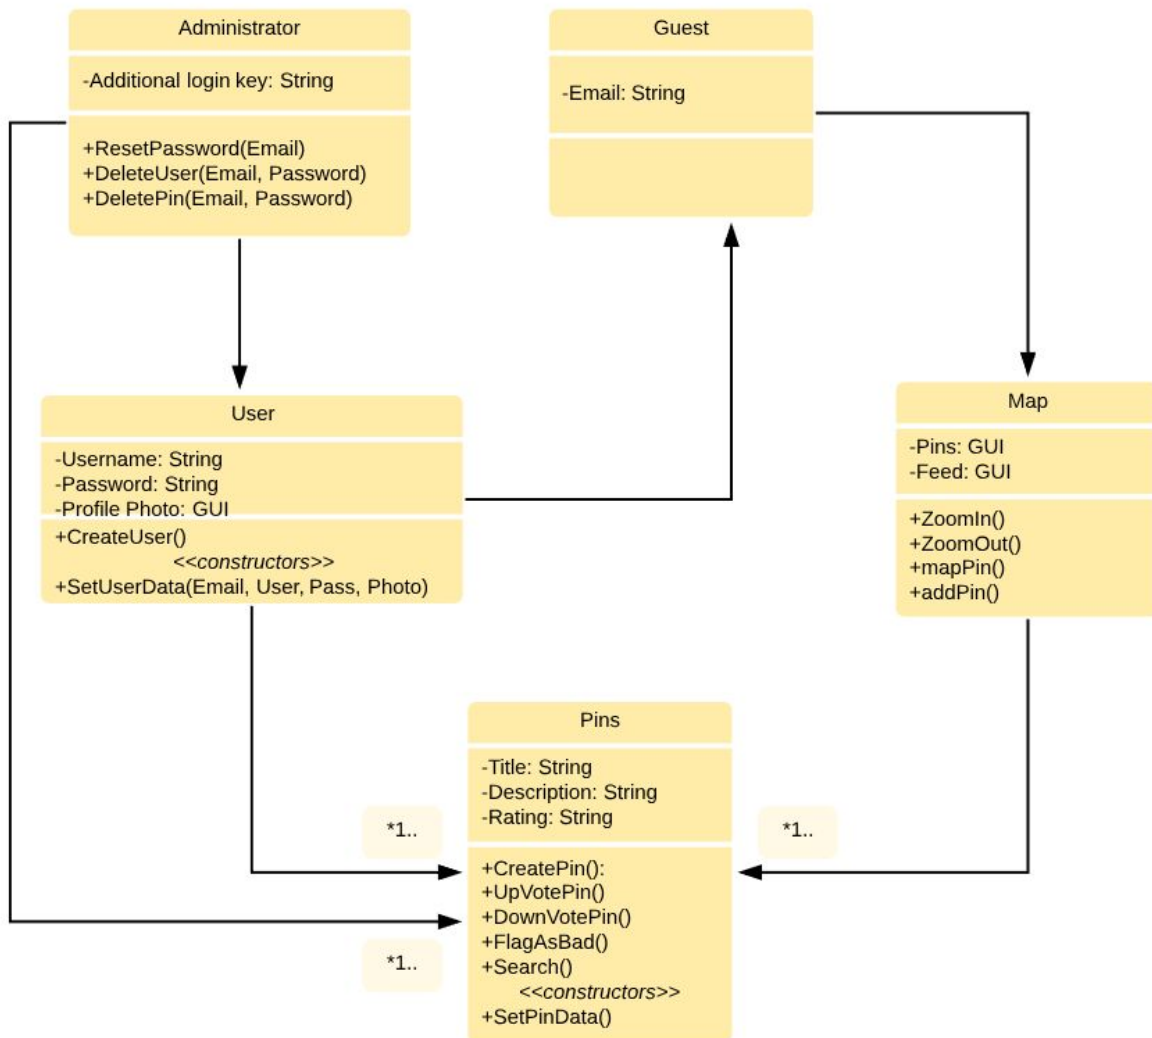 Administrator
-Additional login key: String
+ResetPassword(Email)
+DeleteUser(Email, Password)
+DeletePin(Email, Password)
Guest
-Email: String
User
-Username: String
-Password: String
-Profile Photo: GUI
+CreateUser()
<<constructors>>
+SetUserData(Email, User, Pass, Photo)
Map
-Pins: GUI
-Feed: GUI
+ZoomIn()
+ZoomOut()
+mapPin()
+addPin()
Pins
-Title: String
-Description: String
-Rating: String
+CreatePin():
+UpVotePin()
+DownVotePin()
+FlagAsBad()
+Search()
<<constructors>>
+SetPinData()
*1..
*1..
*1..